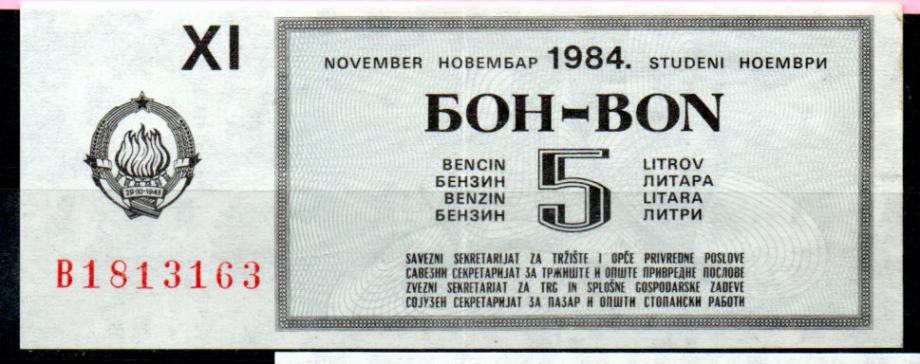 XI
29·XI·1943
B1813163
NOVEMBER НОВЕМБАР 1984. STUDENI НОЕМВРИ
БОН-BON
BENCIN 5 LITROV
БЕНЗИН ЛИТАРА
BENZIN LITARA
БЕНЗИН ЛИТРИ
SAVEZNI SEKRETARIJAT ZA TRŽIŠTE I OPĆE PRIVREDNE POSLOVE
САВЕЗНИ СЕКРЕТАРИЈАТ ЗА ТРЖИШТЕ И ОПШТЕ ПРИВРЕДНЕ ПОСЛОВЕ
ZVEZNI SEKRETARIAT ZA TRG IN SPLOŠNE GOSPODARSKE ZADEVE
СОЈУЗЕН СЕКРЕТАРИЈАТ ЗА ПАЗАР И ОПШТИ СТОПАНСКИ РАБОТИ